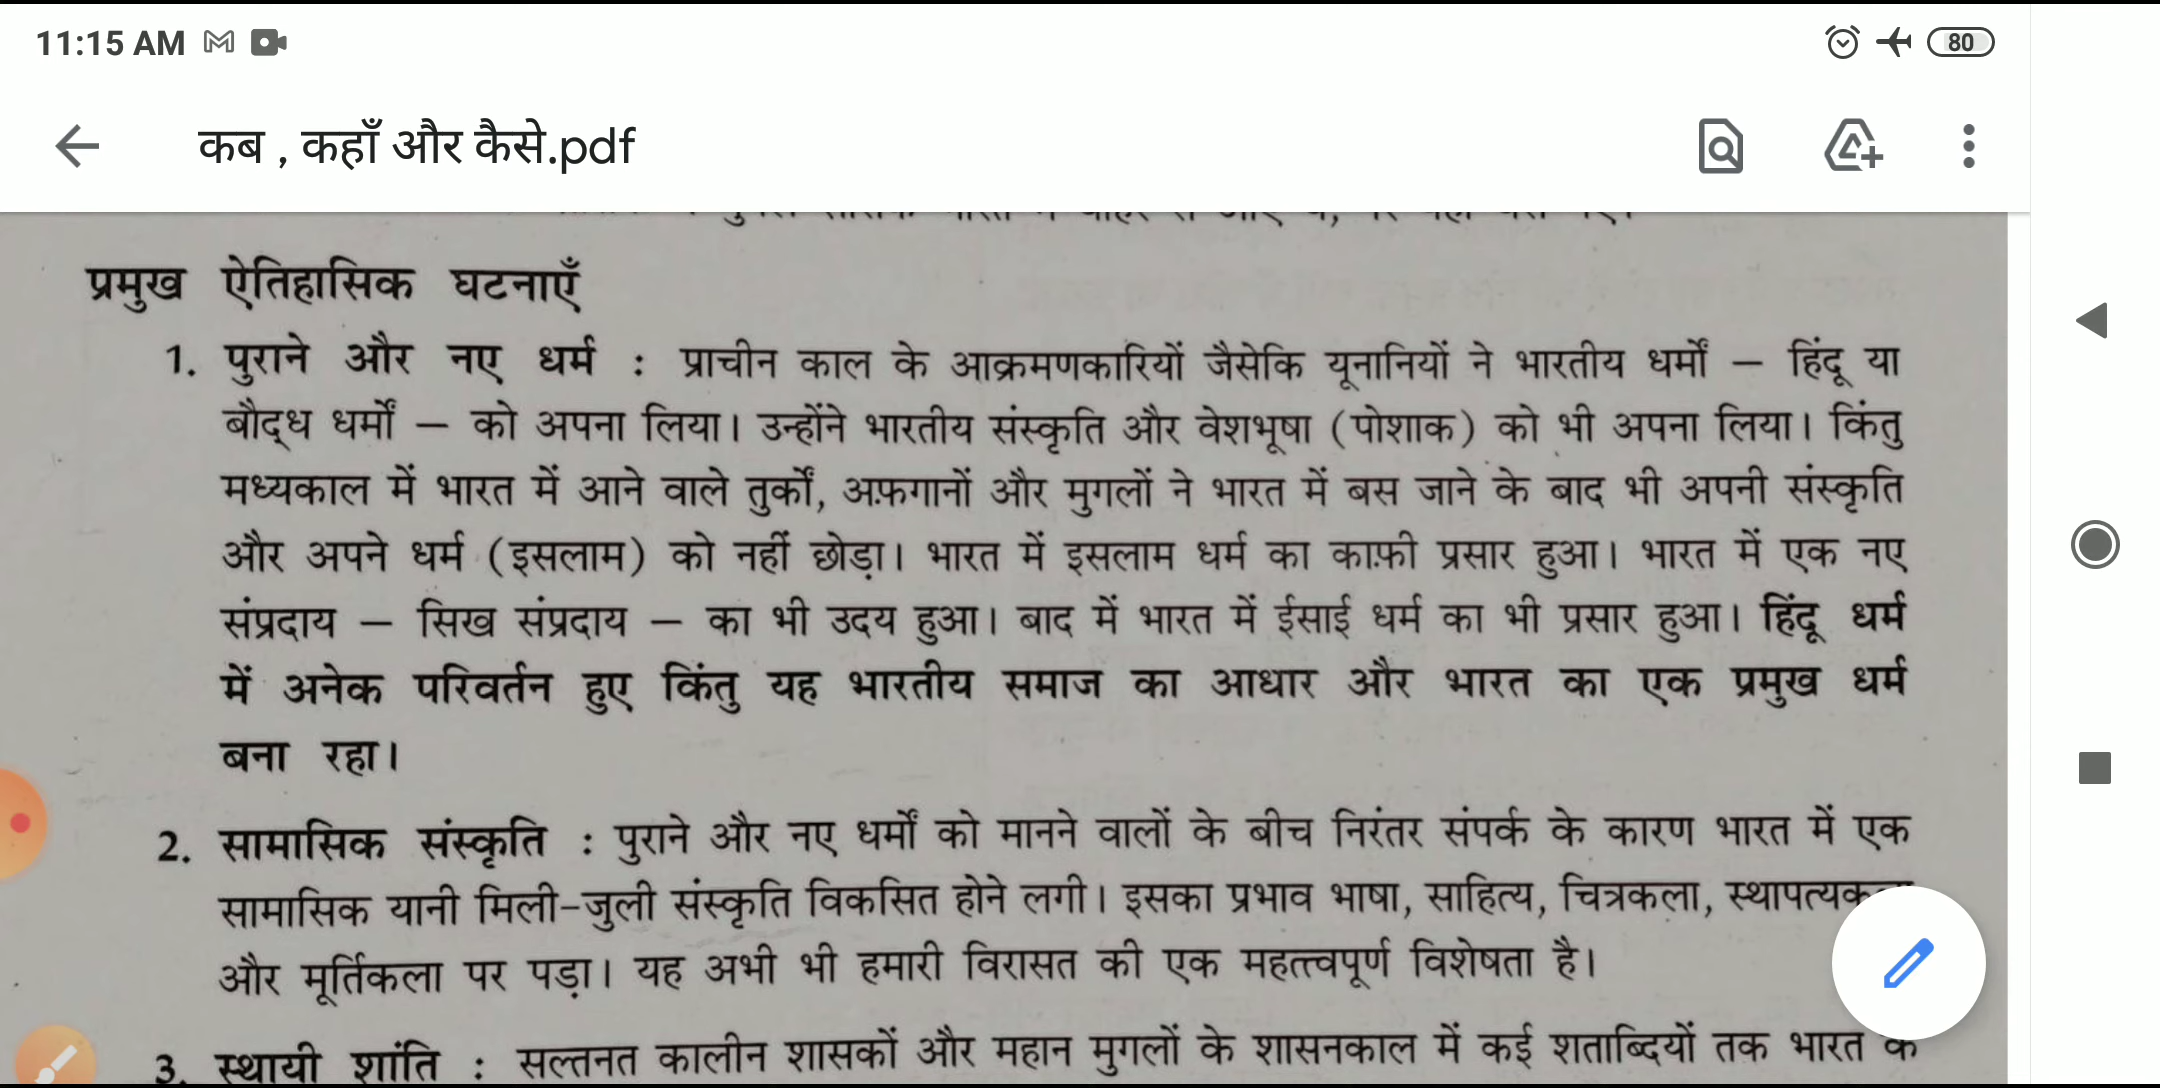 11:15 AM
80
कब , कहाँ और कैसे.pdf
प्रमुख ऐतिहासिक घटनाएँ
1. पुराने और नए धर्म : प्राचीन काल के आक्रमणकारियों जैसेकि यूनानियों ने भारतीय धर्मों – हिंदू या
बौद्ध धर्मों – को अपना लिया। उन्होंने भारतीय संस्कृति और वेशभूषा (पोशाक) को भी अपना लिया। किंतु
मध्यकाल में भारत में आने वाले तुर्कों, अफ़गानों और मुगलों ने भारत में बस जाने के बाद भी अपनी संस्कृति
और अपने धर्म (इसलाम) को नहीं छोड़ा। भारत में इसलाम धर्म का काफ़ी प्रसार हुआ। भारत में एक नए
संप्रदाय – सिख संप्रदाय – का भी उदय हुआ। बाद में भारत में ईसाई धर्म का भी प्रसार हुआ। हिंदू धर्म
में अनेक परिवर्तन हुए किंतु यह भारतीय समाज का आधार और भारत का एक प्रमुख धर्म
बना रहा।
2. सामासिक संस्कृति : पुराने और नए धर्मों को मानने वालों के बीच निरंतर संपर्क के कारण भारत में एक
सामासिक यानी मिली-जुली संस्कृति विकसित होने लगी। इसका प्रभाव भाषा, साहित्य, चित्रकला,
और मूर्तिकला पर पड़ा। यह अभी भी हमारी विरासत की एक महत्त्वपूर्ण विशेषता है।
3. स्थायी शांति : सल्तनत कालीन शासकों और महान मुगलों के शासनकाल में कई शताब्दियों तक भारत